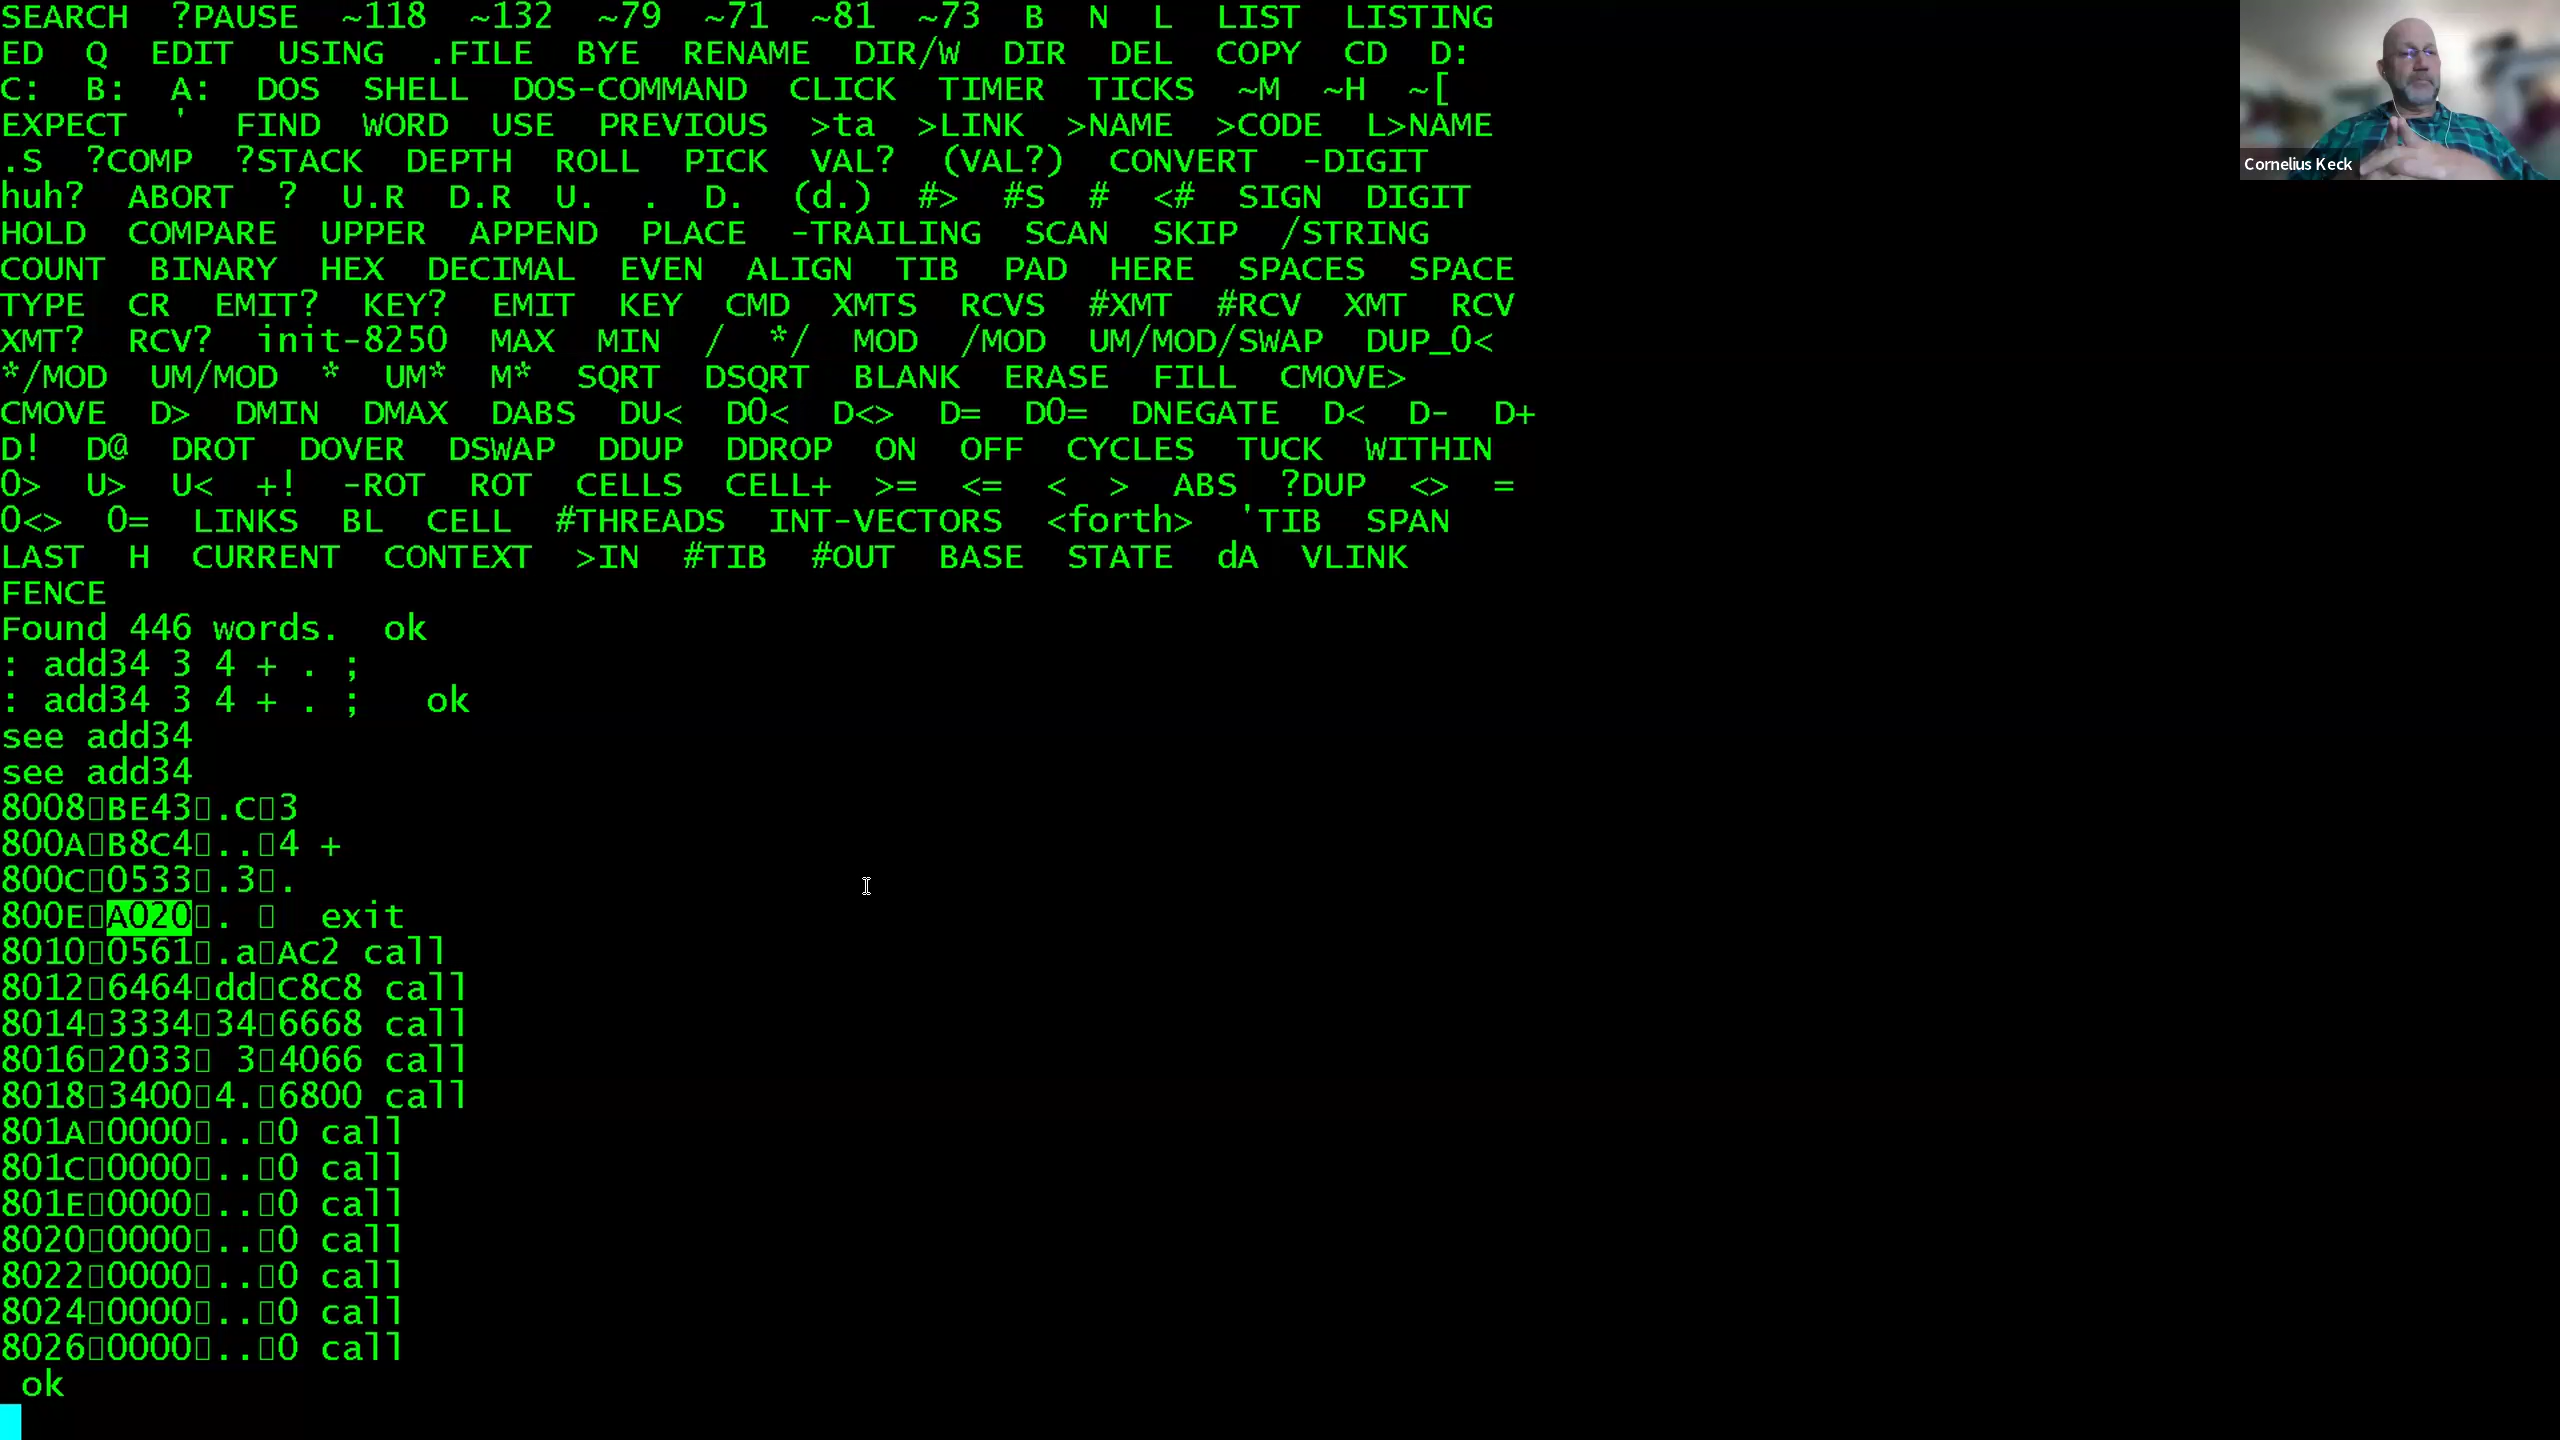 SEARCH ?PAUSE ~118 ~132 ~79 ~71 ~81 ~73 B N L LIST LISTING
ED Q EDIT USING .FILE BYE RENAME DIR/W DIR DEL COPY CD D:
C: B: A: DOS SHELL DOS-COMMAND CLICK TIMER TICKS ~M ~H ~[
EXPECT ' FIND WORD USE PREVIOUS >ta >LINK >NAME >CODE L>NAME
.S ?COMP ?STACK DEPTH ROLL PICK VAL? (VAL?) CONVERT -DIGIT
huh? ABORT ? U.R D.R U. . D. (d.) #> #S # <# SIGN DIGIT
HOLD COMPARE UPPER APPEND PLACE -TRAILING SCAN SKIP /STRING
COUNT BINARY HEX DECIMAL EVEN ALIGN TIB PAD HERE SPACES SPACE
TYPE CR EMIT? KEY? EMIT KEY CMD XMTS RCVS #XMT #RCV XMT RCV
XMT? RCV? init-8250 MAX MIN / */ MOD /MOD UM/MOD/SWAP DUP_0<
*/MOD UM/MOD * UM* M* SQRT DSQRT BLANK ERASE FILL CMOVE>
CMOVE D> DMIN DMAX DABS DU< D0< D<> D= D0= DNEGATE D< D- D+
D! D@ DROT DOVER DSWAP DDUP DDROP ON OFF CYCLES TUCK WITHIN
0> U> U< +! -ROT ROT CELLS CELL+ >= <= < > ABS ?DUP <> =
0<> 0= LINKS BL CELL #THREADS INT-VECTORS <forth> 'TIB SPAN
LAST H CURRENT CONTEXT >IN #TIB #OUT BASE STATE dA VLINK
FENCE
Found 446 words. ok
: add34 3 4 + . ;
: add34 3 4 + . ; ok
see add34
see add34
8008▯BE43▯.C▯3
800A▯B8C4▯..▯4 +
800C▯0533▯.3▯.
800E▯A020▯. ▯ exit
8010▯0561▯.a▯AC2 call
8012▯6464▯dd▯C8C8 call
8014▯3334▯34▯6668 call
8016▯2033▯ 3▯4066 call
8018▯3400▯4.▯6800 call
801A▯0000▯..▯0 call
801C▯0000▯..▯0 call
801E▯0000▯..▯0 call
8020▯0000▯..▯0 call
8022▯0000▯..▯0 call
8024▯0000▯..▯0 call
8026▯0000▯..▯0 call
ok
Cornelius Keck